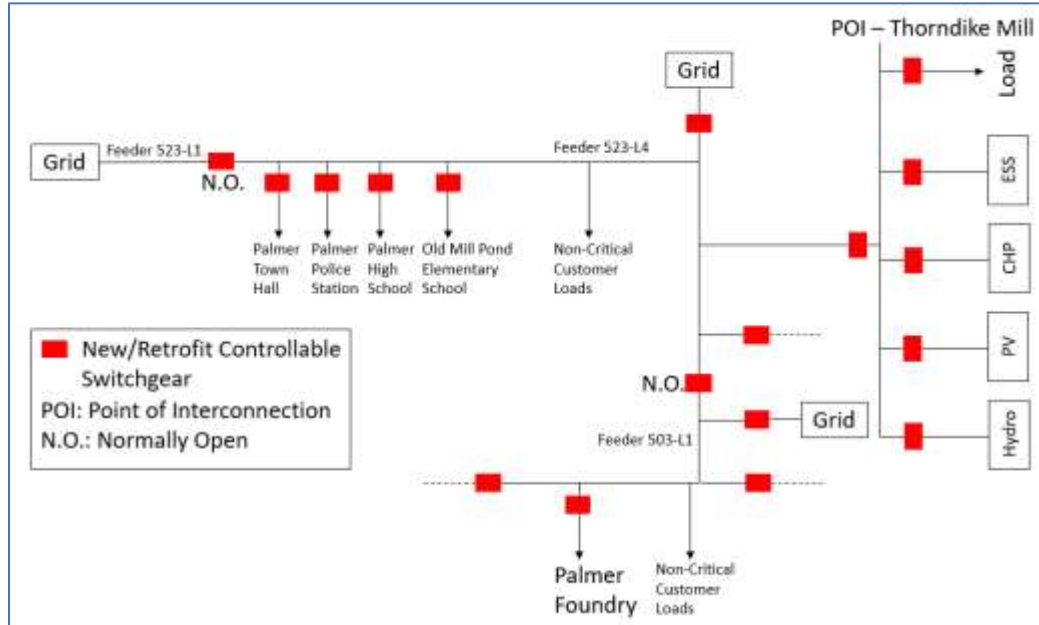 POI – Thorndike Mill
Grid
Load
Feeder 523-L1
Feeder 523-L4
Grid
N.O.
ESS
Palmer
Town
Hall
Palmer
Police
Station
Palmer
High
School
Old Mill Pond
Elementary
School
Non-Critical
Customer
Loads
CHP
New/Retrofit Controllable
Switchgear
POI: Point of Interconnection
N.O.: Normally Open
PV
N.O.
Grid
Feeder 503-L1
Hydro
Palmer
Foundry
Non-Critical
Customer
Loads